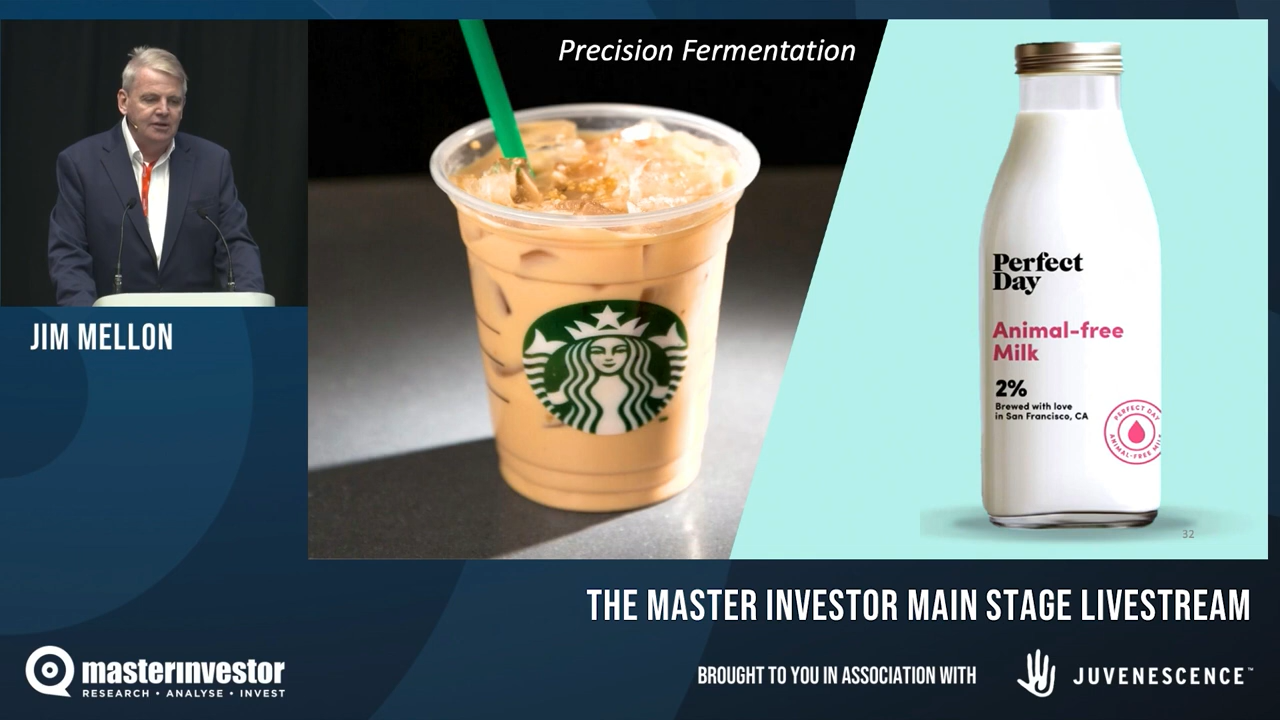 Precision Fermentation
Perfect
Day
Animal-free
Milk
2%
Brewed with love
in San Francisco, CA
PERFECT DAY
ANIMAL-FREE MILK
32
JIM MELLON
THE MASTER INVESTOR MAIN STAGE LIVESTREAM
masterinvestor
RESEARCH • ANALYSE • INVEST
BROUGHT TO YOU IN ASSOCIATION WITH
JUVENESCENCE™